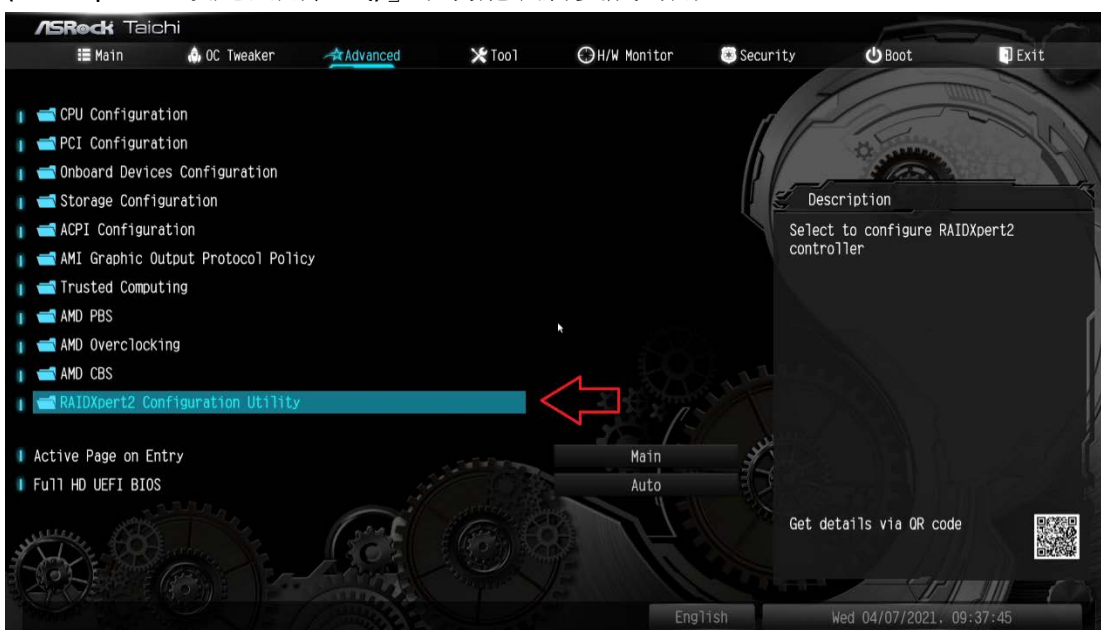 ASRock Taichi
Main OC Tweaker Advanced Tool H/W Monitor Security Boot Exit
CPU Configuration
PCI Configuration
Onboard Devices Configuration
Storage Configuration
ACPI Configuration
AMI Graphic Output Protocol Policy
Trusted Computing
AMD PBS
AMD Overclocking
AMD CBS
RAIDXpert2 Configuration Utility
Active Page on Entry Main
Full HD UEFI BIOS Auto
Description
Select to configure RAIDXpert2
controller
Get details via QR code
English Wed 04/07/2021. 09:37:45